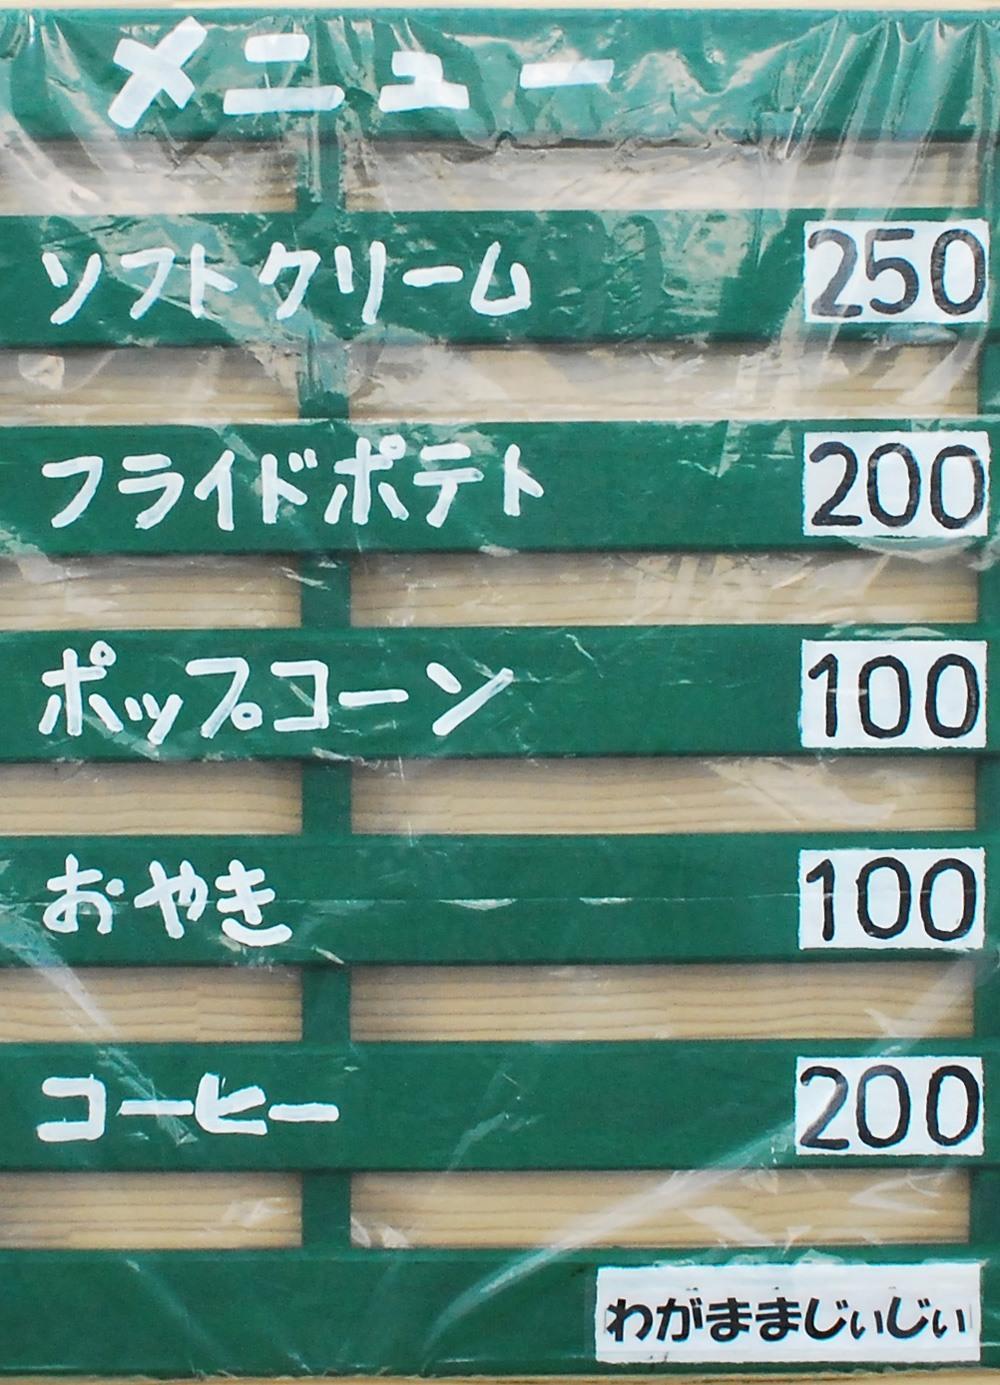 メニュー
ソフトクリーム 250
フライドポテト 200
ポップコーン 100
おやき 100
コーヒー 200
わがままじぃじぃ